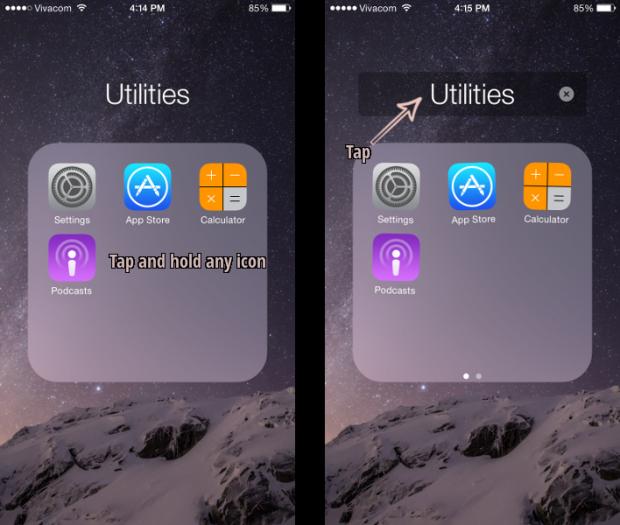 Vivacom 4:14 PM 85%
Utilities
Settings App Store Calculator
Podcasts
Tap and hold any icon
Vivacom 4:15 PM 85%
Utilities
Tap
Settings App Store Calculator
Podcasts